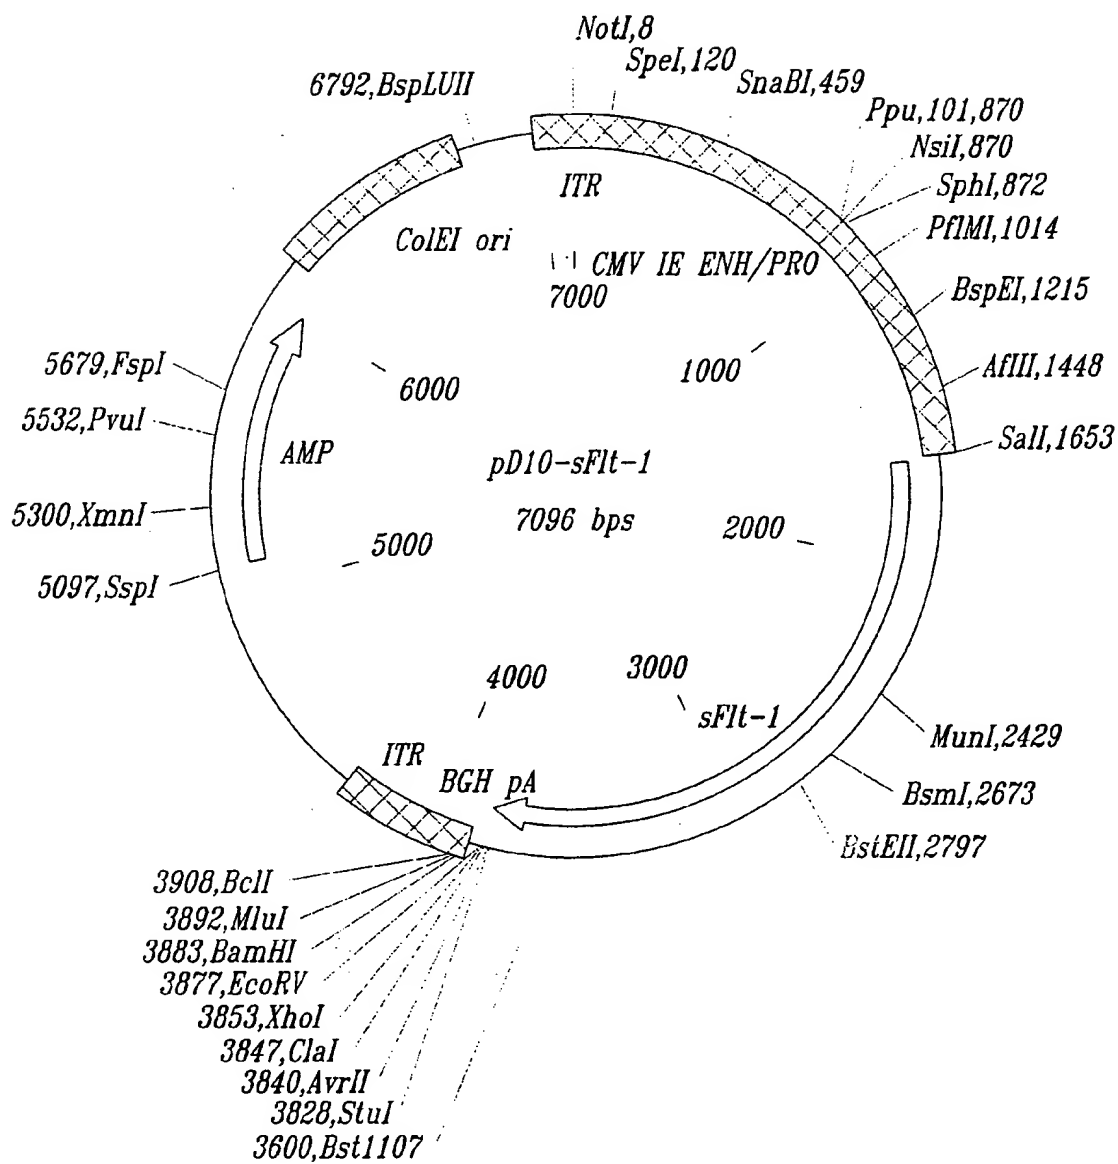 NotI,8
SpeI,120
SnaBI,459
Ppu,101,870
NsiI,870
SphI,872
PflMI,1014
BspEI,1215
AflII,1448
SalI,1653
6792,BspLUII
ITR
ColEI ori
CMV IE ENH/PRO
7000
1000
6000
5679,FspI
5532,PvuI
AMP
pD10-sFlt-1
7096 bps
5300,XmnI
5000
2000
5097,SspI
4000
3000
sFlt-1
MunI,2429
BsmI,2673
BstEII,2797
ITR
BGH pA
3908,BclI
3892,MluI
3883,BamHI
3877,EcoRV
3853,XhoI
3847,ClaI
3840,AvrII
3828,StuI
3600,Bst1107